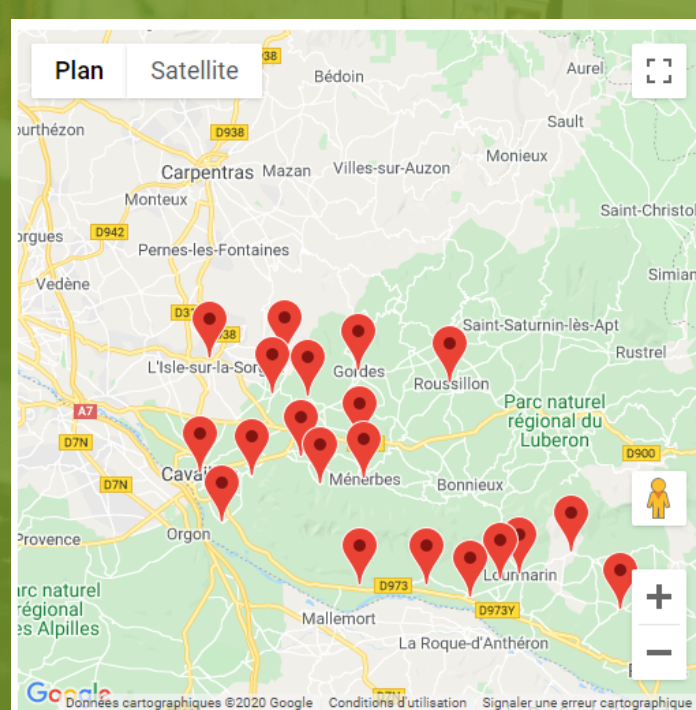 Plan
Satellite
D938
Bédoin
Aurel
ourthézon
D938
Sault
Monieux
Carpentras
Mazan
Villes-sur-Auzon
Monteux
Saint-Christol
orgues
D942
Pernes-les-Fontaines
Simian
Vedène
Saint-Saturnin-lès-Apt
Rustrel
L'Isle-sur-la-Sorg
Gordes
Roussillon
A7
Parc naturel
régional du
Luberon
D7N
D900
Cavail
D7N
Ménerbes
Bonnieux
Orgon
Provence
Lourmarin
D973
arc naturel
régional
es Alpilles
D973Y
Mallemort
La Roque-d'Anthéron
Google
Données cartographiques ©2020 Google
Conditions d'utilisation
Signaler une erreur cartographique